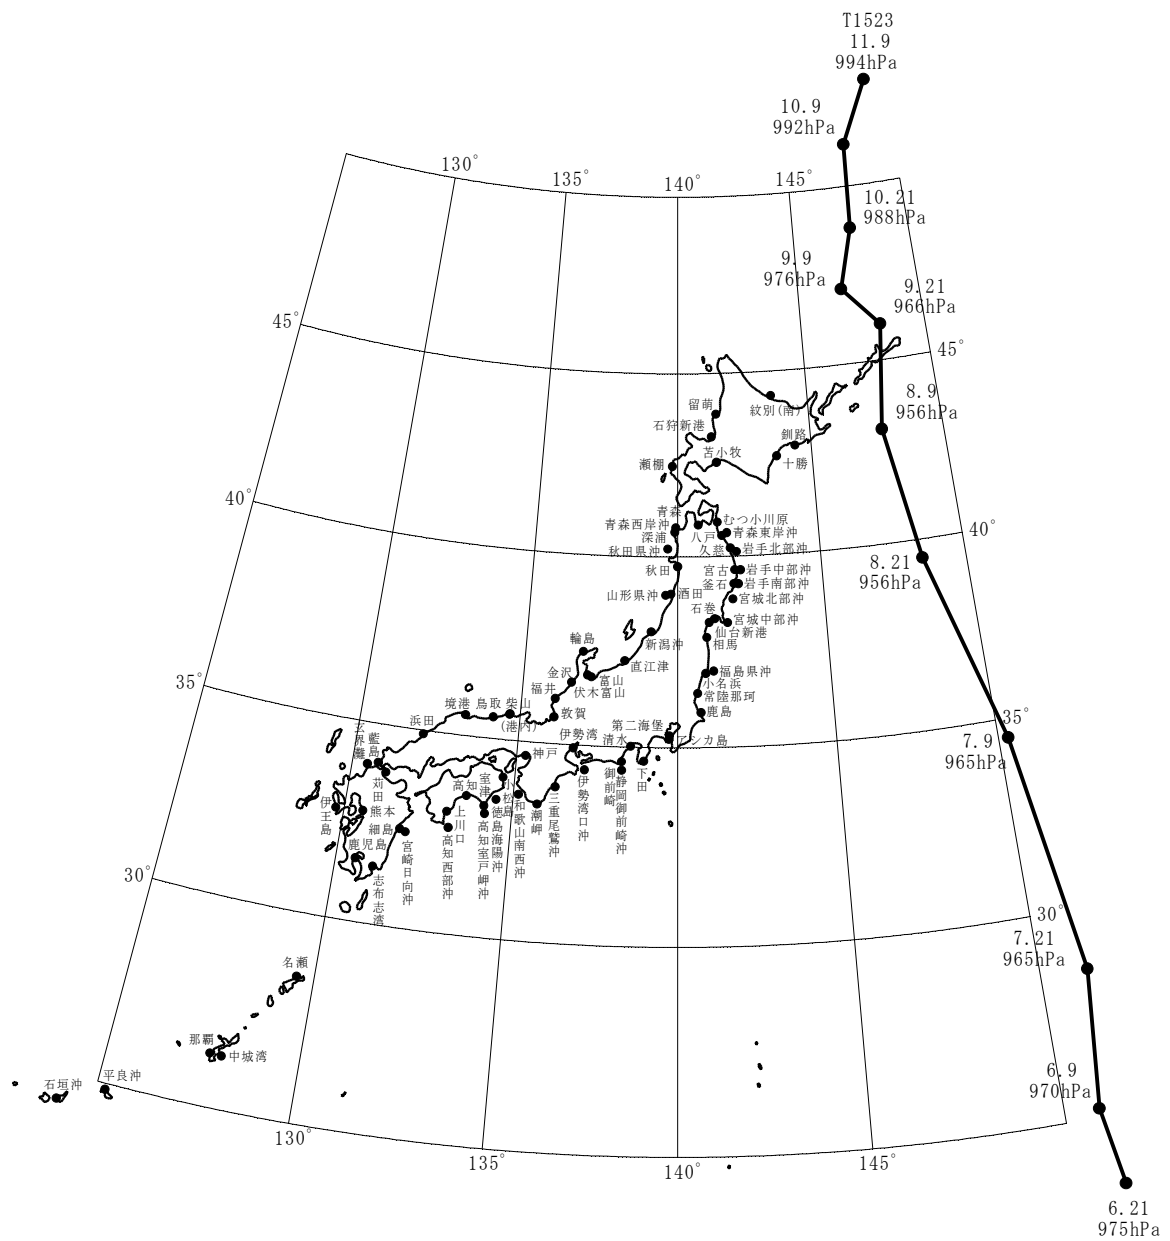 T1523
11.9
994hPa
10.9
992hPa
130°
135°
140°
145°
10.21
988hPa
9.9
976hPa
9.21
966hPa
45°
45°
8.9
956hPa
留萌
紋別(南)
石狩新港
釧路
苫小牧
瀬棚
十勝
40°
青森
むつ小川原
青森西岸沖
青森東岸沖
深浦
八戸
40°
久慈
岩手北部沖
秋田県沖
8.21
956hPa
秋田
宮古
岩手中部沖
釜石
岩手南部沖
山形県沖
酒田
宮城北部沖
石巻
宮城中部沖
仙台新港
輪島
新潟沖
相馬
直江津
金沢
富山
福島県沖
35°
福井
伏木富山
小名浜
常陸那珂
境港
鳥取
柴山
(港内)
敦賀
鹿島
35°
浜田
第二海堡
玄界灘
藍島
伊勢湾
清水
アシカ島
7.9
965hPa
神戸
苅田
高知
室津
小松島
御前崎
下田
伊王島
熊本
上川口
徳島海陽沖
和歌山南西沖
潮岬
三重尾鷲沖
伊勢湾口沖
静岡御前崎沖
細島
鹿児島
宮崎日向沖
高知西部沖
高知室戸岬沖
30°
志布志湾
30°
7.21
965hPa
名瀬
那覇
中城湾
6.9
970hPa
石垣沖
平良沖
130°
135°
140°
145°
6.21
975hPa